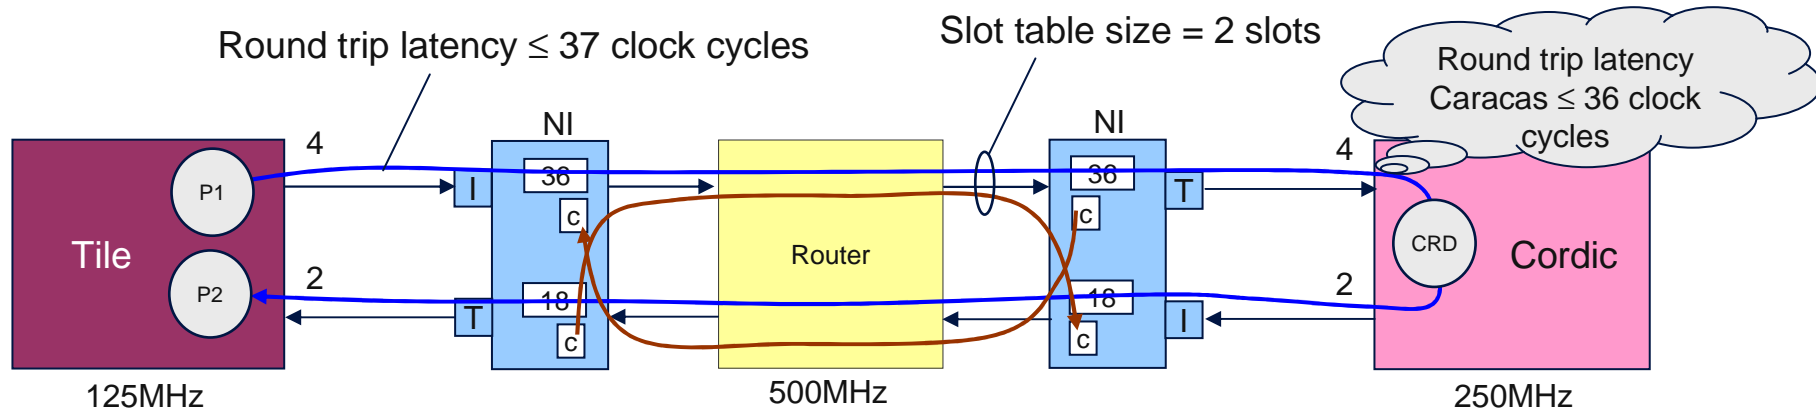 Round trip latency ≤ 37 clock cycles
Slot table size = 2 slots
Round trip latency
Caracas ≤ 36 clock
cycles
NI
NI
4
4
P1
I
36
36
T
c
c
Tile
Router
CRD
Cordic
P2
2
2
T
18
18
I
c
c
125MHz
500MHz
250MHz